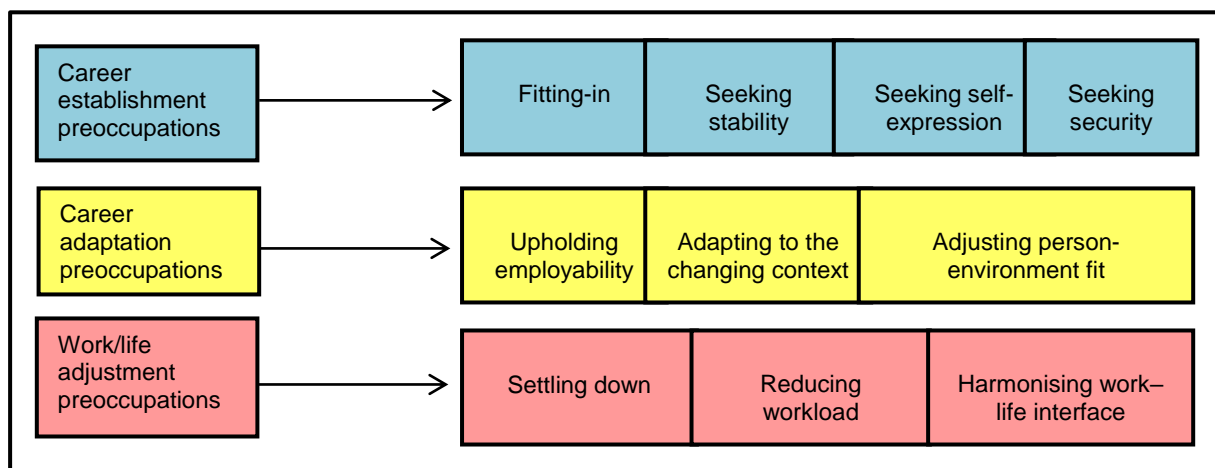 Career
establishment
preoccupations
Fitting-in
Seeking
stability
Seeking self-
expression
Seeking
security
Career
adaptation
preoccupations
Upholding
employability
Adapting to the
changing context
Adjusting person-
environment fit
Work/life
adjustment
preoccupations
Settling down
Reducing
workload
Harmonising work–
life interface